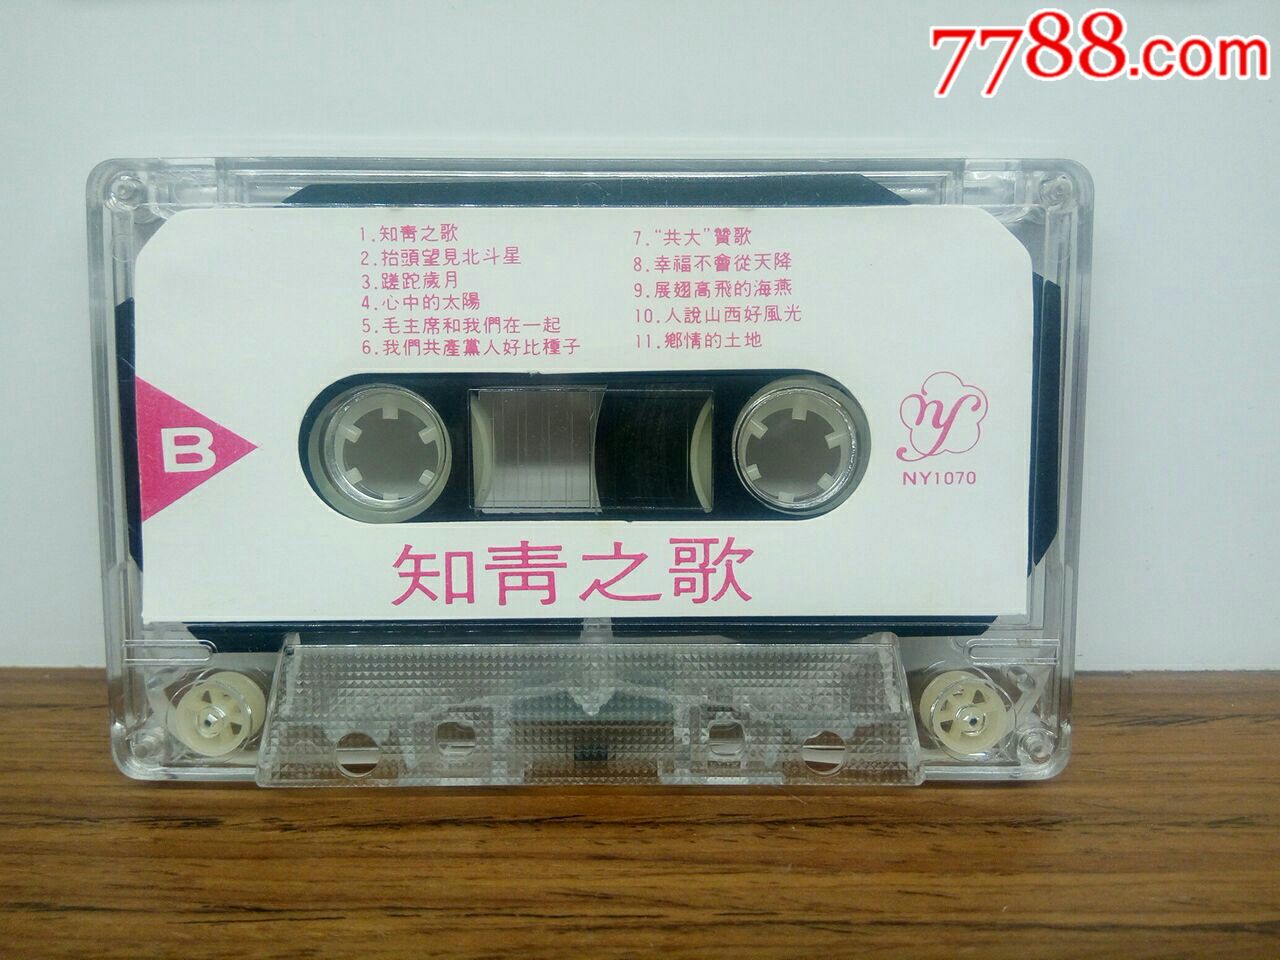 7788.com
1.知青之歌
2.抬頭望見北斗星
3.蹉跎歲月
4.心中的太陽
5.毛主席和我們在一起
6.我們共產黨人好比種子
7.“共大”贊歌
8.幸福不會從天降
9.展翅高飛的海燕
10.人說山西好風光
11.鄉情的土地
B
ny
NY1070
知青之歌